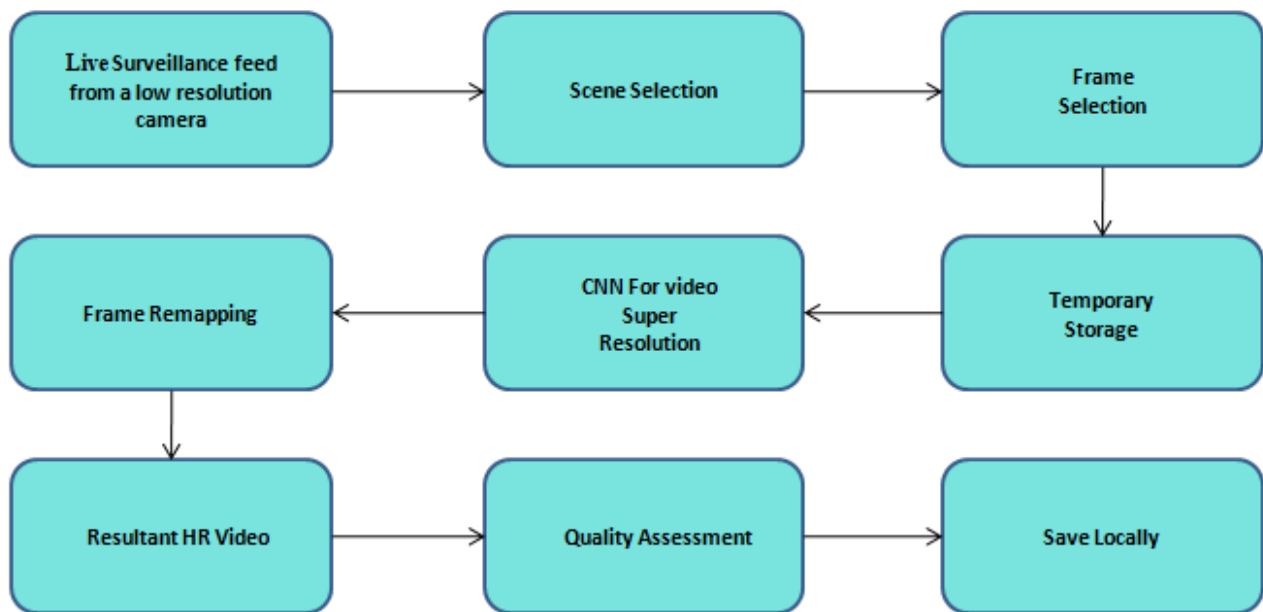 Live Surveillance feed
from a low resolution
camera
Scene Selection
Frame
Selection
Temporary
Storage
CNN For video
Super
Resolution
Frame Remapping
Resultant HR Video
Quality Assessment
Save Locally